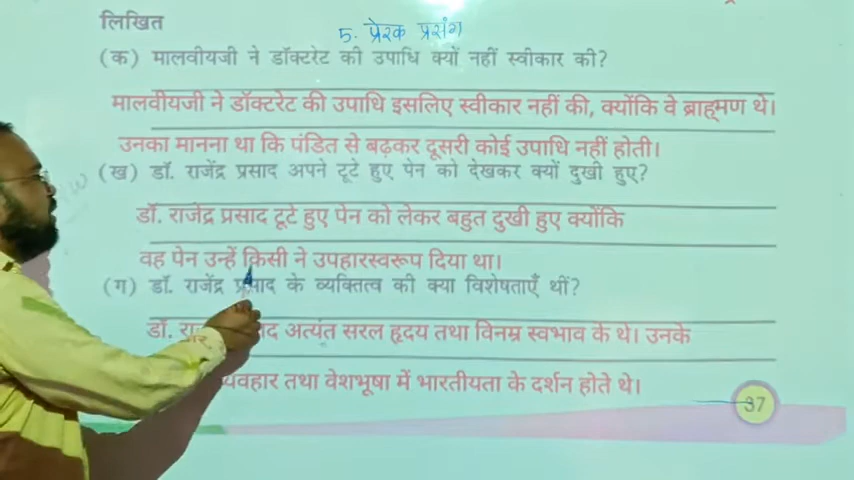 लिखित
5. प्रेरक प्रसंग
(क) मालवीयजी ने डॉक्टरेट की उपाधि क्यों नहीं स्वीकार की?
मालवीयजी ने डॉक्टरेट की उपाधि इसलिए स्वीकार नहीं की, क्योंकि वे ब्राह्मण थे।
उनका मानना था कि पंडित से बढ़कर दूसरी कोई उपाधि नहीं होती।
(ख) डॉ. राजेंद्र प्रसाद अपने टूटे हुए पेन को देखकर क्यों दुखी हुए?
डॉ. राजेंद्र प्रसाद टूटे हुए पेन को लेकर बहुत दुखी हुए क्योंकि
वह पेन उन्हें किसी ने उपहारस्वरूप दिया था।
(ग) डॉ. राजेंद्र प्रसाद के व्यक्तित्व की क्या विशेषताएँ थीं?
डॉ. अत्यंत सरल हृदय तथा विनम्र स्वभाव के थे। उनके
व्यवहार तथा वेशभूषा में भारतीयता के दर्शन होते थे।
37